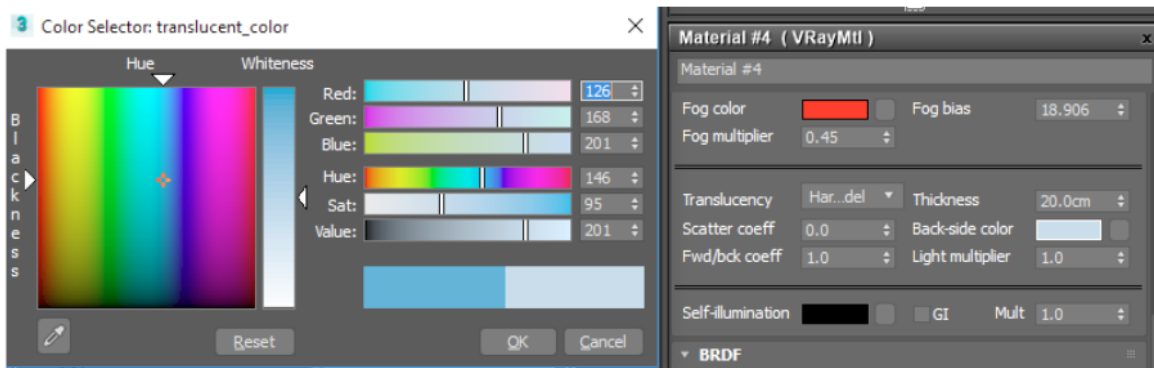 3 Color Selector: translucent_color
Hue Whiteness
Blackness
Red: 126
Green: 168
Blue: 201
Hue: 146
Sat: 95
Value: 201
Reset OK Cancel
Material #4 ( VRayMtl ) x
Material #4
Fog color Fog bias 18.906
Fog multiplier 0.45
Translucency Har...del Thickness 20.0cm
Scatter coeff 0.0 Back-side color
Fwd/bck coeff 1.0 Light multiplier 1.0
Self-illumination GI Mult 1.0
BRDF